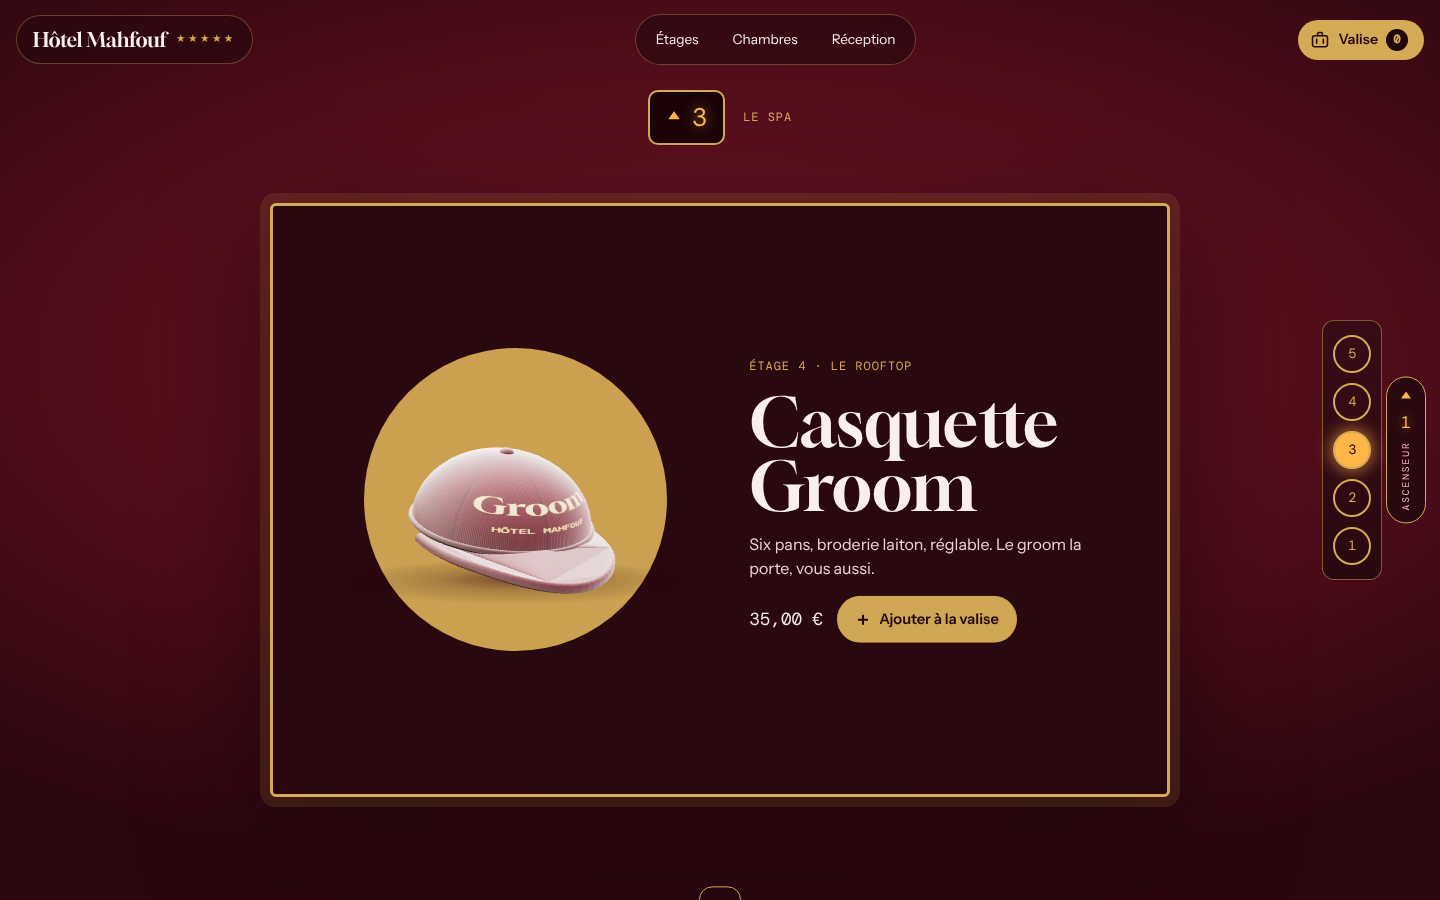 Hôtel Mahfouf ★★★★★
Étages
Chambres
Réception
Valise 0
3
LE SPA
ÉTAGE 4 · LE ROOFTOP
Casquette
Groom
Six pans, broderie laiton, réglable. Le groom la
porte, vous aussi.
35,00 €
+ Ajouter à la valise
Groom
HÔTEL MAHFOUF
5
4
3
2
1
1
ASCENSEUR